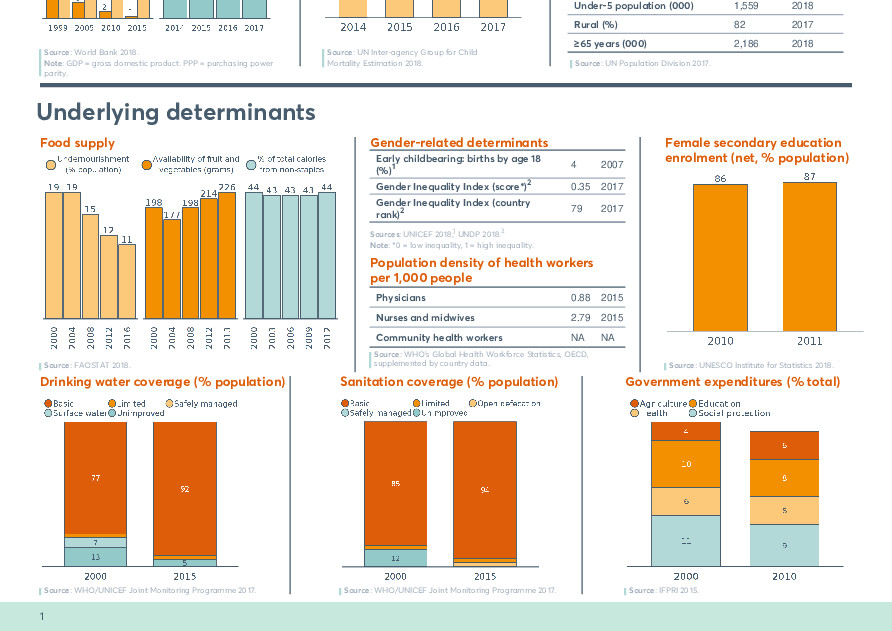 1999 2005 2010 2015
2014 2015 2016 2017
Source: World Bank 2018.
Note: GDP = gross domestic product. PPP = purchasing power
parity.
2014 2015 2016 2017
Source: UN Inter-agency Group for Child
Mortality Estimation 2018.
Under-5 population (000) 1,559 2018
Rural (%) 82 2017
≥65 years (000) 2,186 2018
Source: UN Population Division 2017.
Underlying determinants
Food supply
Undernourishment
(% population)
Availability of fruit and
vegetables (grams)
% of total calories
from non-staples
19 19 15 12 11
198 177 198 214 226
44 43 43 43 44
2000 2004 2008 2012 2016
2000 2004 2008 2012
2000 2006 2009 2012
Source: FAOSTAT 2018.
Gender-related determinants
Early childbearing: births by age 18
(%)¹ 4 2007
Gender Inequality Index (score*)² 0.35 2017
Gender Inequality Index (country
rank)² 79 2017
Sources: UNICEF 2018,¹ UNDP 2018.²
Note: *0 = low inequality, 1 = high inequality.
Population density of health workers
per 1,000 people
Physicians 0.88 2015
Nurses and midwives 2.79 2015
Community health workers NA NA
Source: WHO's Global Health Workforce Statistics, OECD,
supplemented by country data.
Female secondary education
enrolment (net, % population)
86 87
2010 2011
Source: UNESCO Institute for Statistics 2018.
Drinking water coverage (% population)
Basic Limited Safely managed
Surface water Unimproved
77
7
13
92
5
2000 2015
Source: WHO/UNICEF Joint Monitoring Programme 2017.
Sanitation coverage (% population)
Basic Limited Open defecation
Safely managed Unimproved
85
12
94
2000 2015
Source: WHO/UNICEF Joint Monitoring Programme 2017.
Government expenditures (% total)
Agriculture Education
Health Social protection
4
10
6
11
9
2000 2010
Source: IFPRI 2015.
1